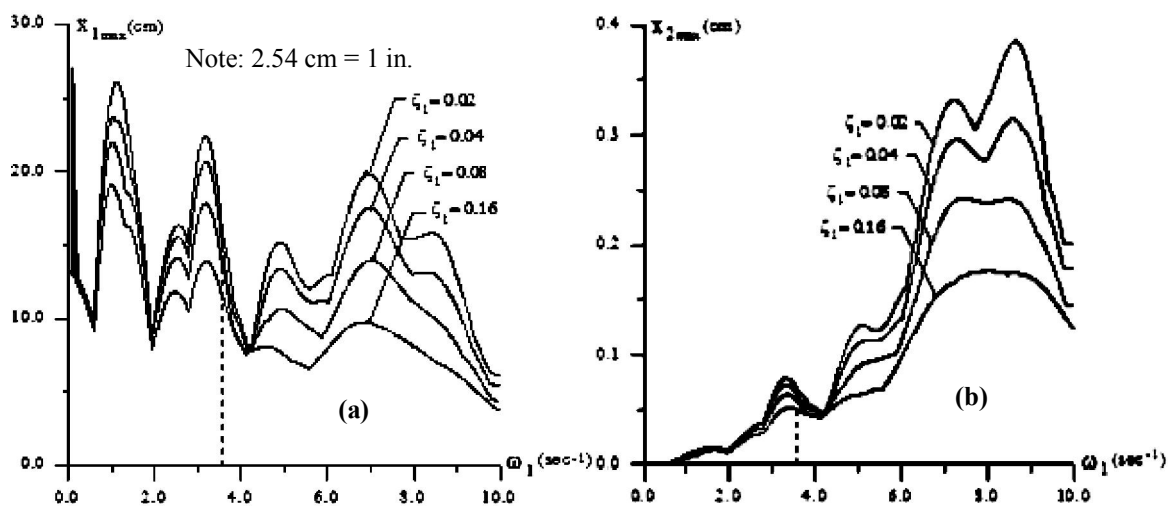 30.0
X1max(cm)
Note: 2.54 cm = 1 in.
ζ1=0.02
ζ1=0.04
ζ1=0.08
ζ1=0.16
20.0
10.0
(a)
0.0
ω1(sec-1)
0.0 2.0 4.0 6.0 8.0 10.0
X2max(cm)
0.4
ζ1=0.02
ζ1=0.04
ζ1=0.08
ζ1=0.16
0.3
0.2
0.1
(b)
0.0
ω1(sec-1)
0.0 2.0 4.0 6.0 8.0 10.0